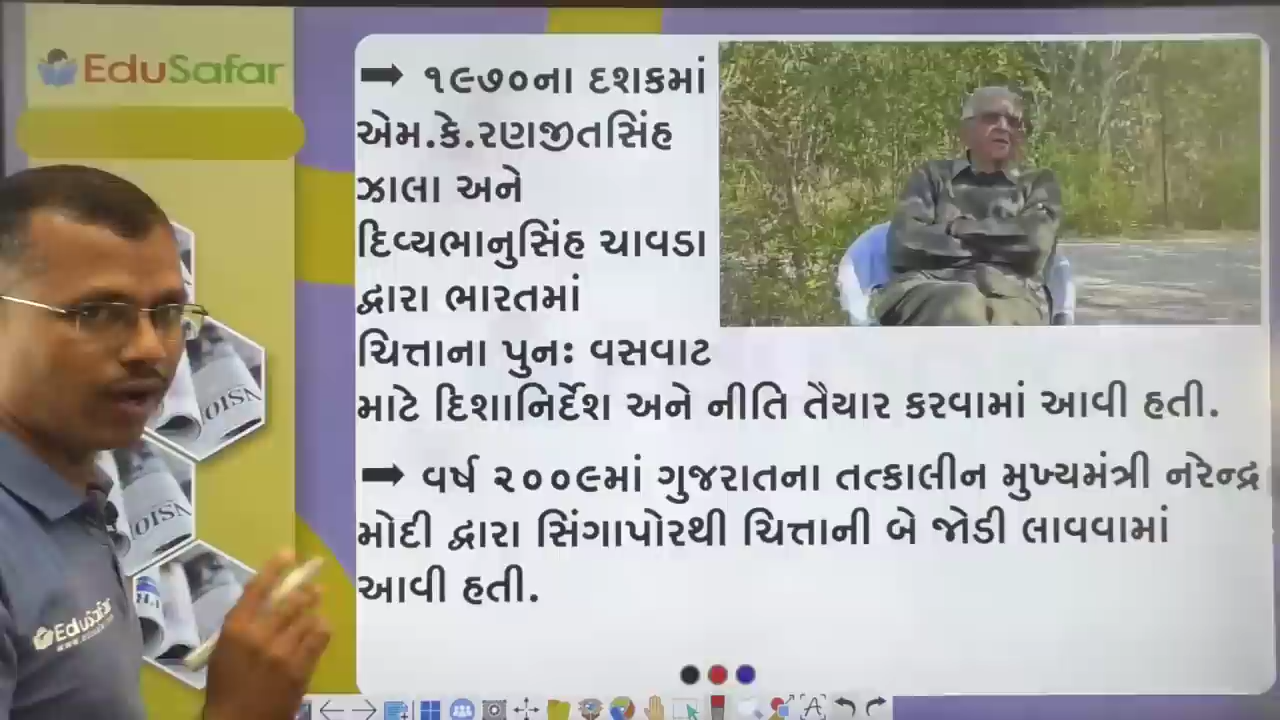 EduSafar
➡ ૧૯૭૦ના દશકમાં
એમ.કે.રણજીતસિંહ
ઝાલા અને
દિવ્યભાનુસિંહ ચાવડા
દ્વારા ભારતમાં
ચિત્તાના પુનઃ વસવાટ
માટે દિશાનિર્દેશ અને નીતિ તૈયાર કરવામાં આવી હતી.
➡ વર્ષ ૨૦૦૯માં ગુજરાતના તત્કાલીન મુખ્યમંત્રી નરેન્દ્ર
મોદી દ્વારા સિંગાપોરથી ચિત્તાની બે જોડી લાવવામાં
આવી હતી.
EduSafar